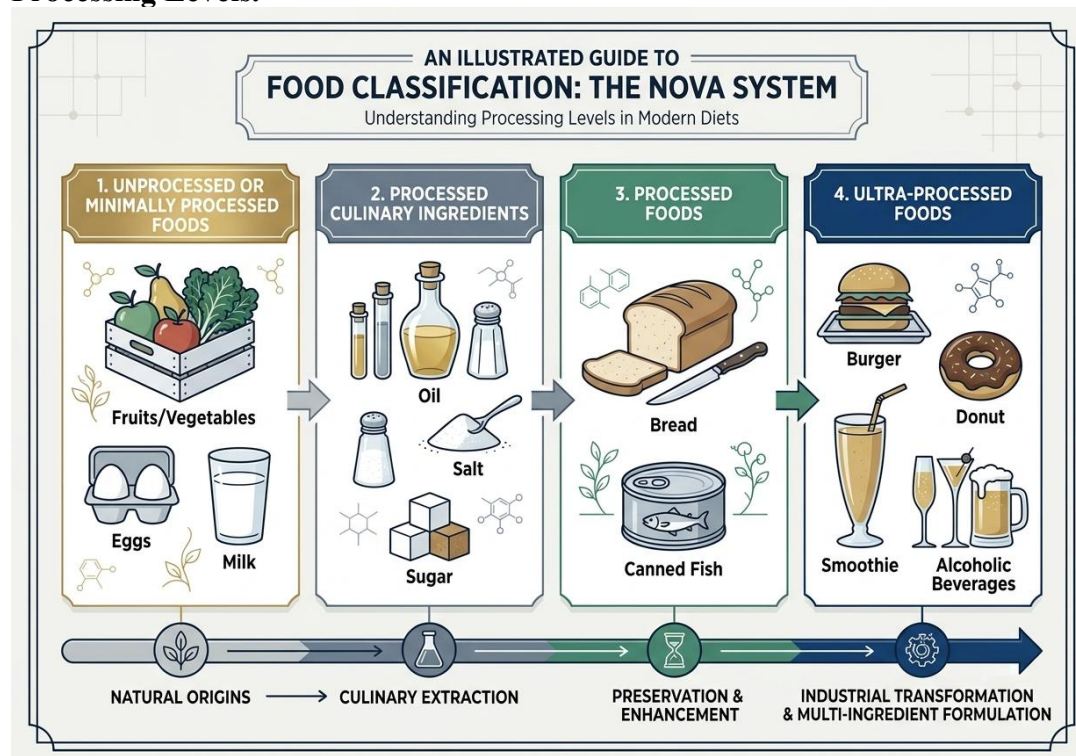 Processing Levels.
AN ILLUSTRATED GUIDE TO
FOOD CLASSIFICATION: THE NOVA SYSTEM
Understanding Processing Levels in Modern Diets
1. UNPROCESSED OR
MINIMALLY PROCESSED
FOODS
Fruits/Vegetables
Eggs
Milk
2. PROCESSED
CULINARY INGREDIENTS
Oil
Salt
Sugar
3. PROCESSED
FOODS
Bread
Canned Fish
4. ULTRA-PROCESSED
FOODS
Burger
Donut
Smoothie
Alcoholic
Beverages
NATURAL ORIGINS
CULINARY EXTRACTION
PRESERVATION &
ENHANCEMENT
INDUSTRIAL TRANSFORMATION
& MULTI-INGREDIENT FORMULATION